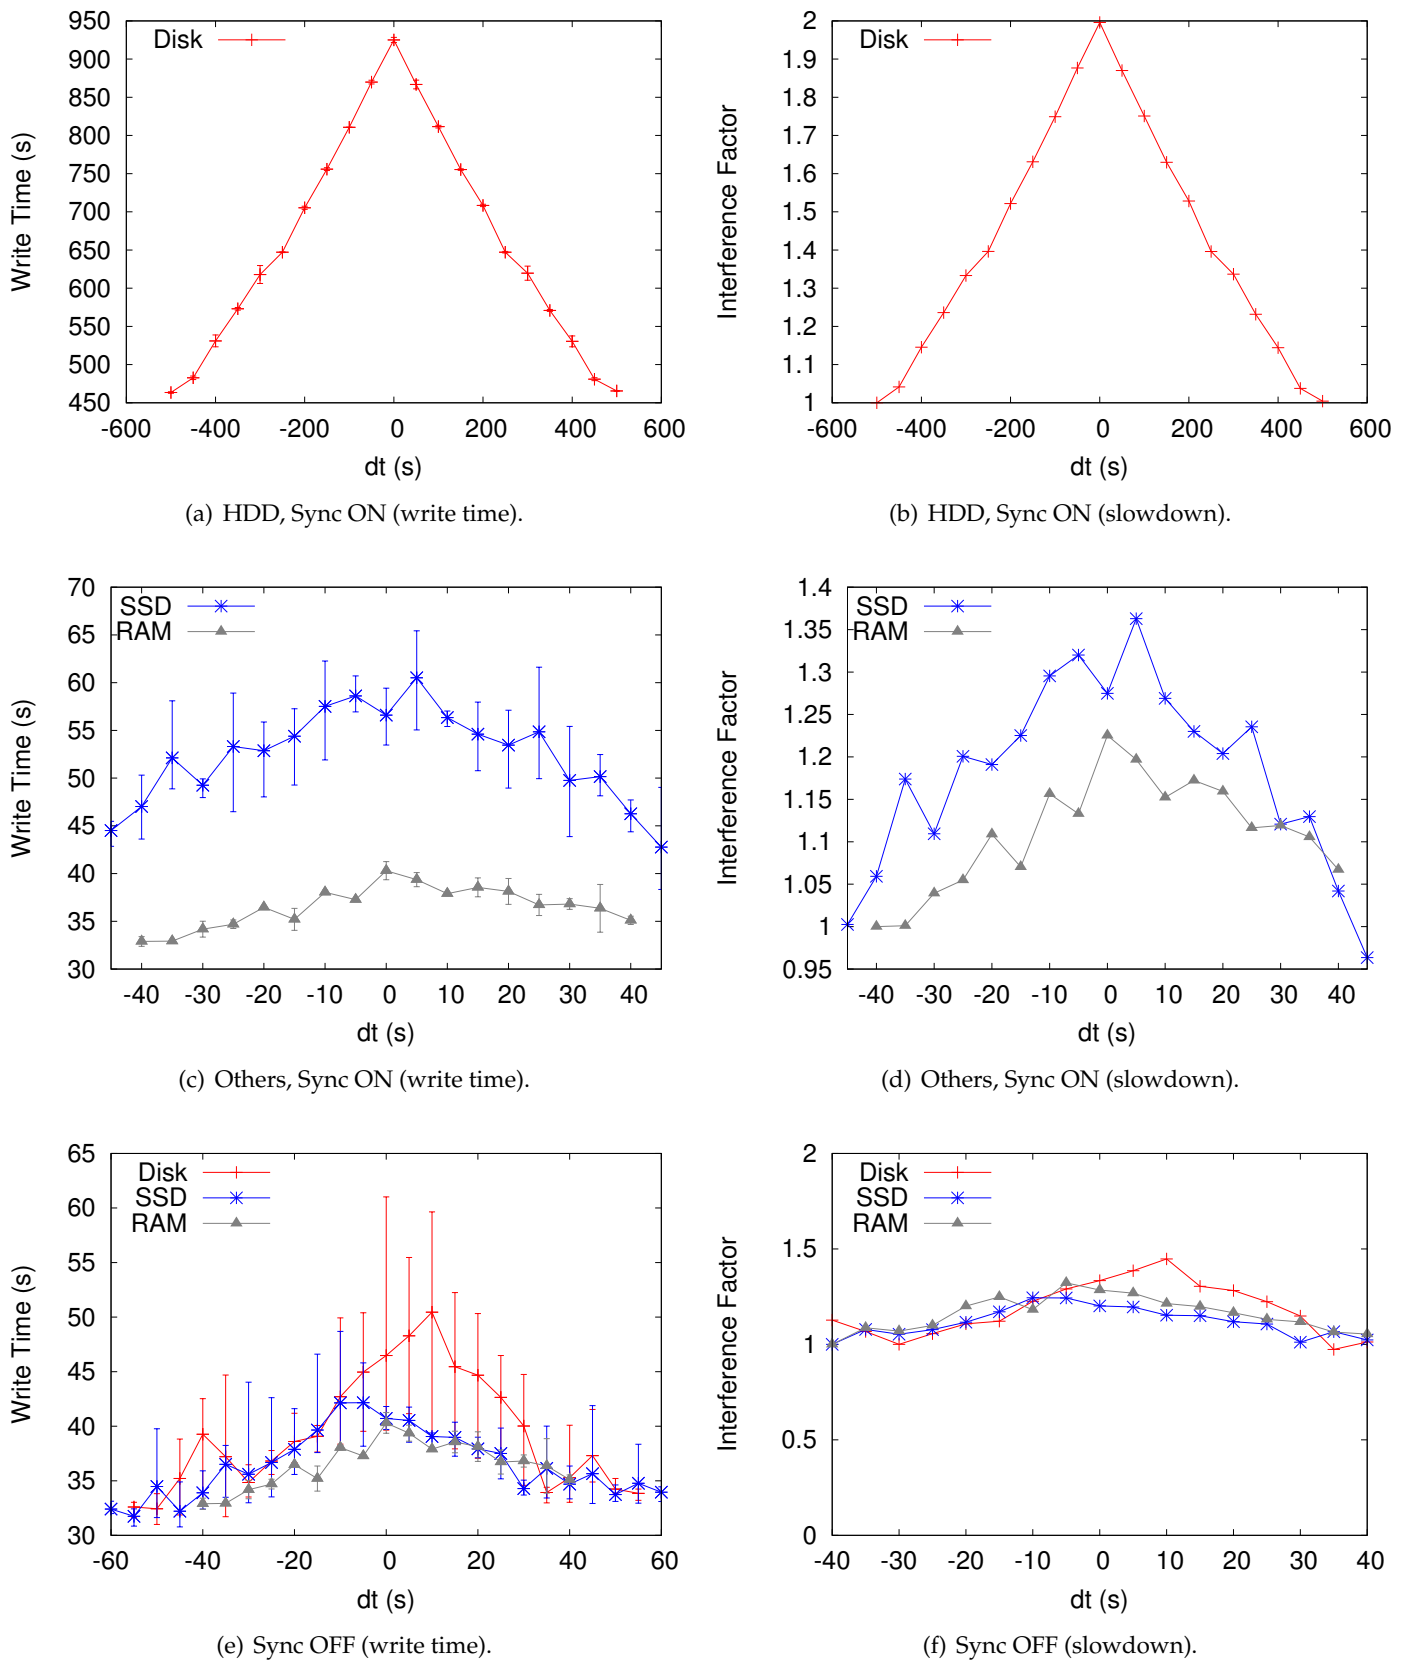 Write Time (s)
950
900
850
800
750
700
650
600
550
500
450
Disk
-600 -400 -200 0 200 400 600
dt (s)
(a) HDD, Sync ON (write time).
Interference Factor
2
1.9
1.8
1.7
1.6
1.5
1.4
1.3
1.2
1.1
1
Disk
-600 -400 -200 0 200 400 600
dt (s)
(b) HDD, Sync ON (slowdown).
Write Time (s)
70
65
60
55
50
45
40
35
30
SSD
RAM
-40 -30 -20 -10 0 10 20 30 40
dt (s)
(c) Others, Sync ON (write time).
Interference Factor
1.4
1.35
1.3
1.25
1.2
1.15
1.1
1.05
1
0.95
SSD
RAM
-40 -30 -20 -10 0 10 20 30 40
dt (s)
(d) Others, Sync ON (slowdown).
Write Time (s)
65
60
55
50
45
40
35
30
Disk
SSD
RAM
-60 -40 -20 0 20 40 60
dt (s)
(e) Sync OFF (write time).
Interference Factor
2
1.5
1
0.5
0
Disk
SSD
RAM
-40 -30 -20 -10 0 10 20 30 40
dt (s)
(f) Sync OFF (slowdown).